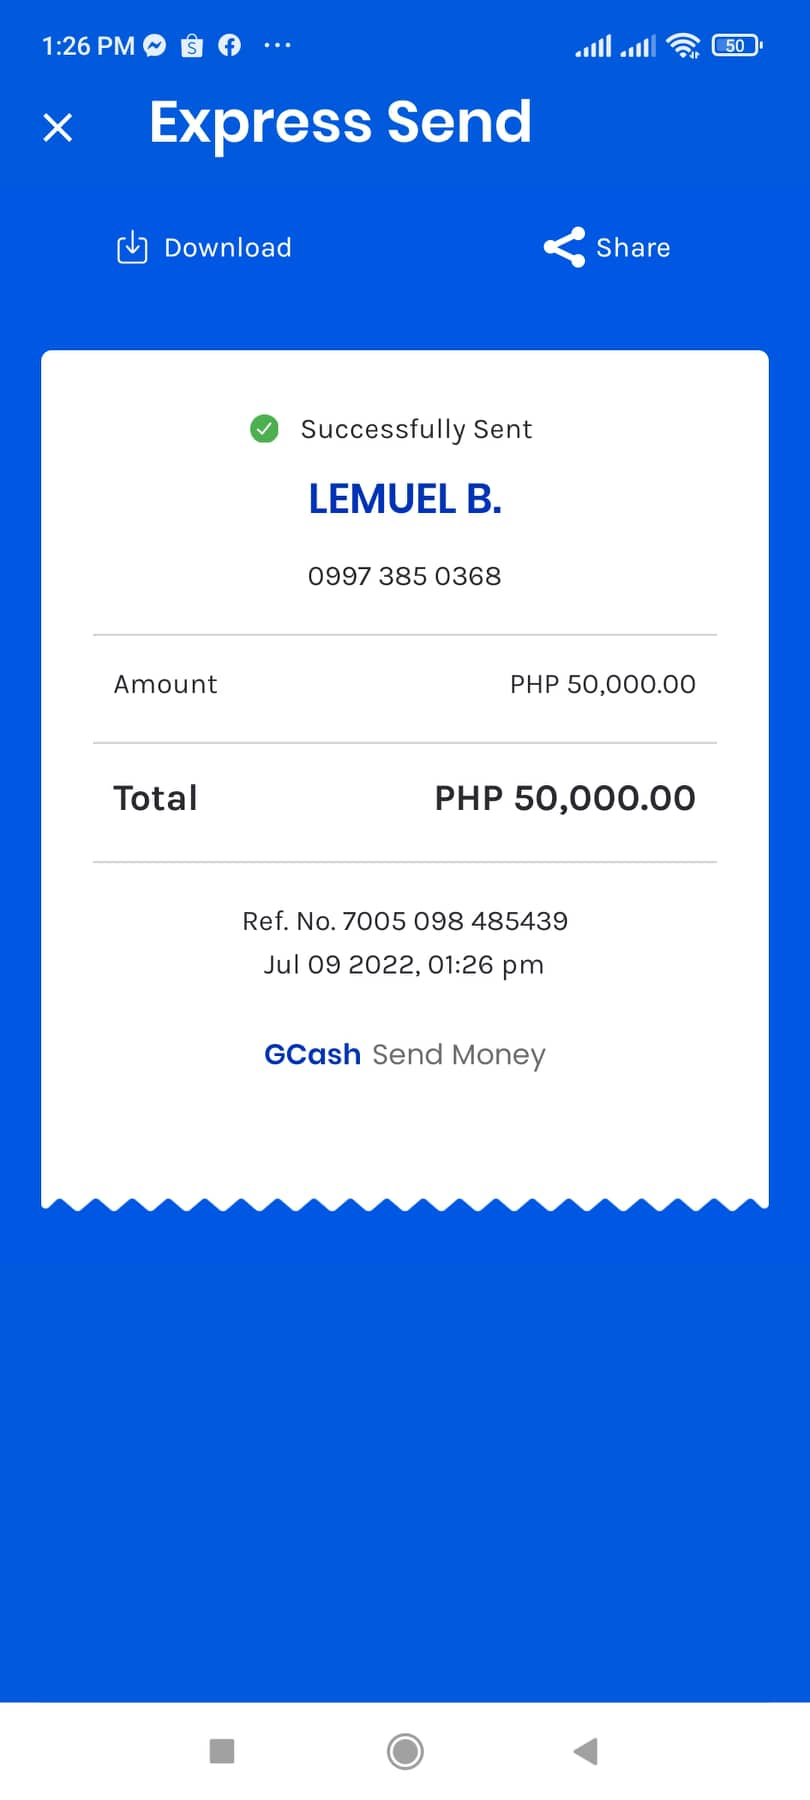 1:26 PM 50
Express Send
Download Share
Successfully Sent
LEMUEL B.
0997 385 0368
Amount PHP 50,000.00
Total PHP 50,000.00
Ref. No. 7005 098 485439
Jul 09 2022, 01:26 pm
GCash Send Money